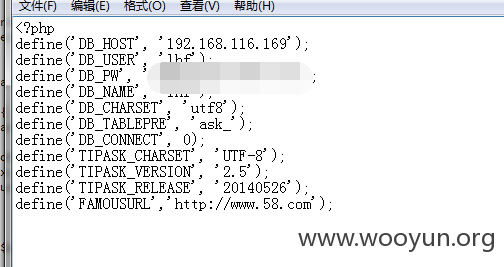 文件(F) 编辑(E) 格式(O) 查看(V) 帮助(H)
<?php
define('DB_HOST', '192.168.116.169');
define('DB_USER', 'lhf');
define('DB_PW', ';
define('DB_NAME', );
define('DB_CHARSET', 'utf8');
define('DB_TABLEPRE', 'ask_');
define('DB_CONNECT', 0);
define('TIPASK_CHARSET', 'UTF-8');
define('TIPASK_VERSION', '2.5');
define('TIPASK_RELEASE', '20140526');
define('FAMOUSURL','http://www.58.com');
www.wooyun.org